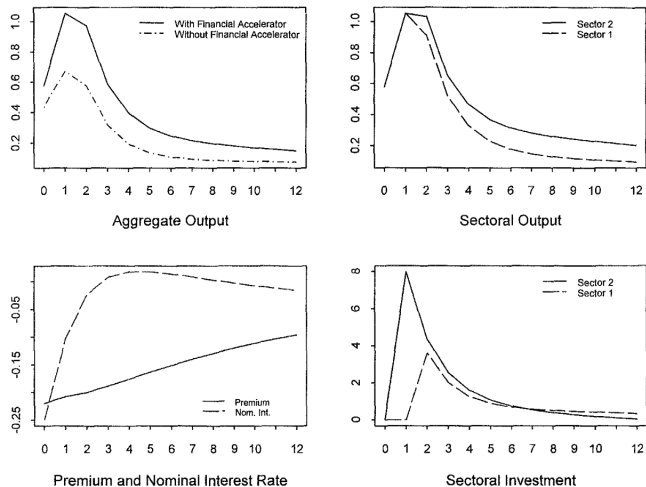 1.0
0.8
0.6
0.4
0.2
With Financial Accelerator
Without Financial Accelerator
0 1 2 3 4 5 6 7 8 9 10 12
Aggregate Output
1.0
0.8
0.6
0.4
0.2
Sector 2
Sector 1
0 1 2 3 4 5 6 7 8 9 10 12
Sectoral Output
-0.05
-0.15
-0.25
Premium
Nom. Int.
0 1 2 3 4 5 6 7 8 9 10 12
Premium and Nominal Interest Rate
8
6
4
2
0
Sector 2
Sector 1
0 1 2 3 4 5 6 7 8 9 10 12
Sectoral Investment